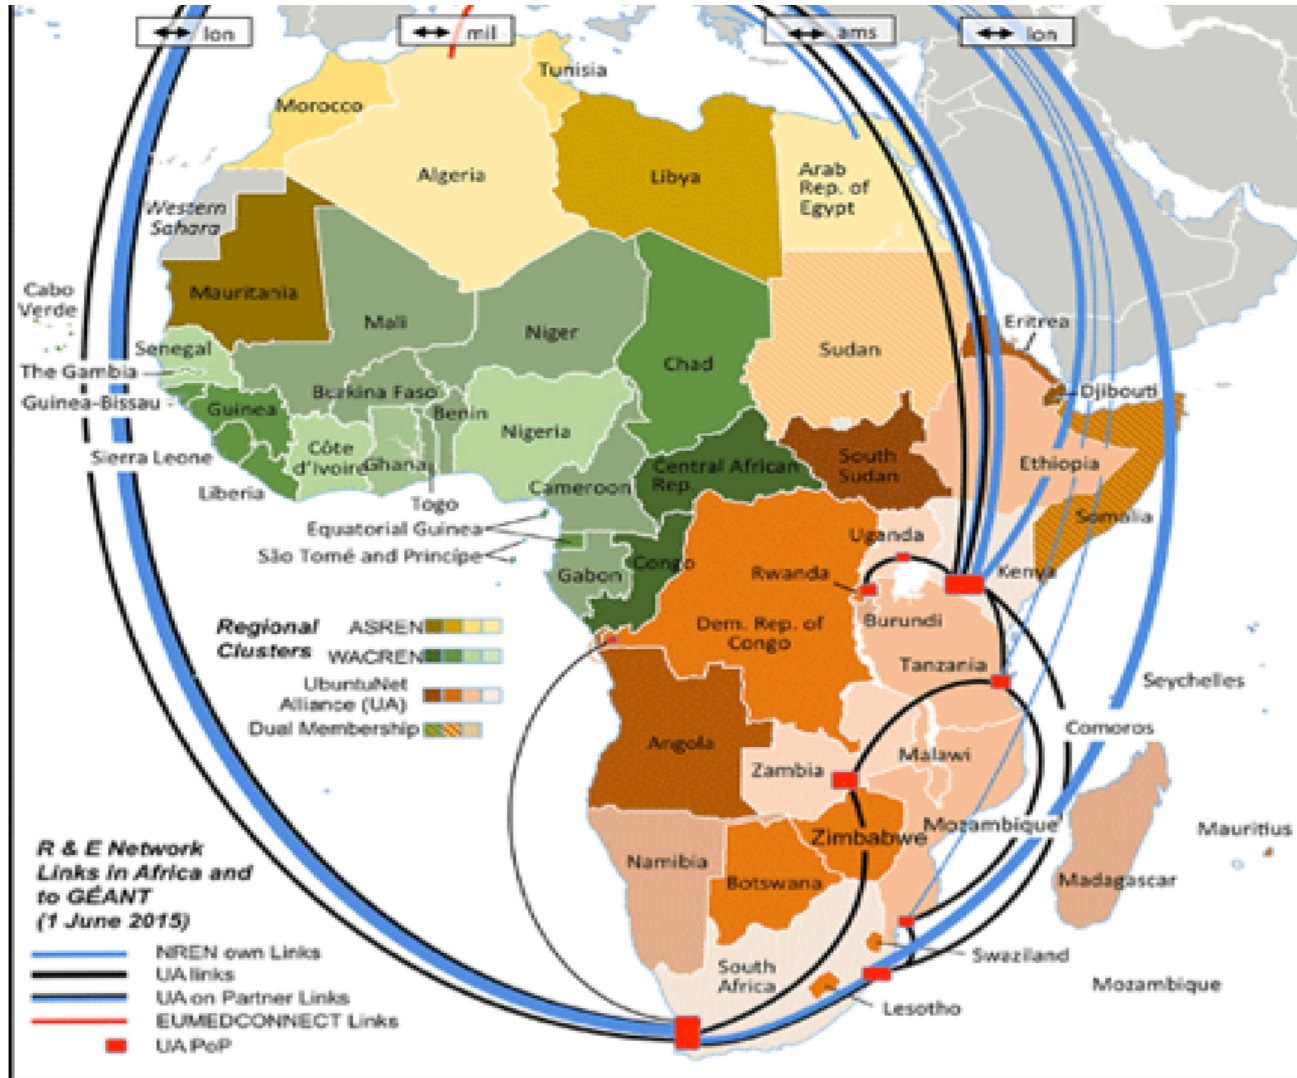 lon
mil
ams
lon
Tunisia
Morocco
Algeria
Libya
Arab
Rep. of
Egypt
Western
Sahara
Cabo
Verde
Mauritania
Mali
Niger
Chad
Sudan
Eritrea
Senegal
The Gambia
Guinea-Bissau
Guinea
Burkina Faso
Benin
Nigeria
Djibouti
Sierra Leone
Côte
d'Ivoire
Ghana
Central African
Rep.
South
Sudan
Ethiopia
Liberia
Togo
Cameroon
Somalia
Equatorial Guinea
São Tomé and Princípe
Gabon
Congo
Uganda
Rwanda
Kenya
Dem. Rep. of
Congo
Burundi
Tanzania
Seychelles
Regional
Clusters
ASREN
WACREN
UbuntuNet
Alliance (UA)
Dual Membership
Comoros
Angola
Zambia
Malawi
Zimbabwe
Mozambique
Mauritius
Namibia
Botswana
Madagascar
R & E Network
Links in Africa and
to GÉANT
(1 June 2015)
NREN own Links
UA links
UA on Partner Links
EUMEDCONNECT Links
UA PoP
South
Africa
Swaziland
Lesotho
Mozambique